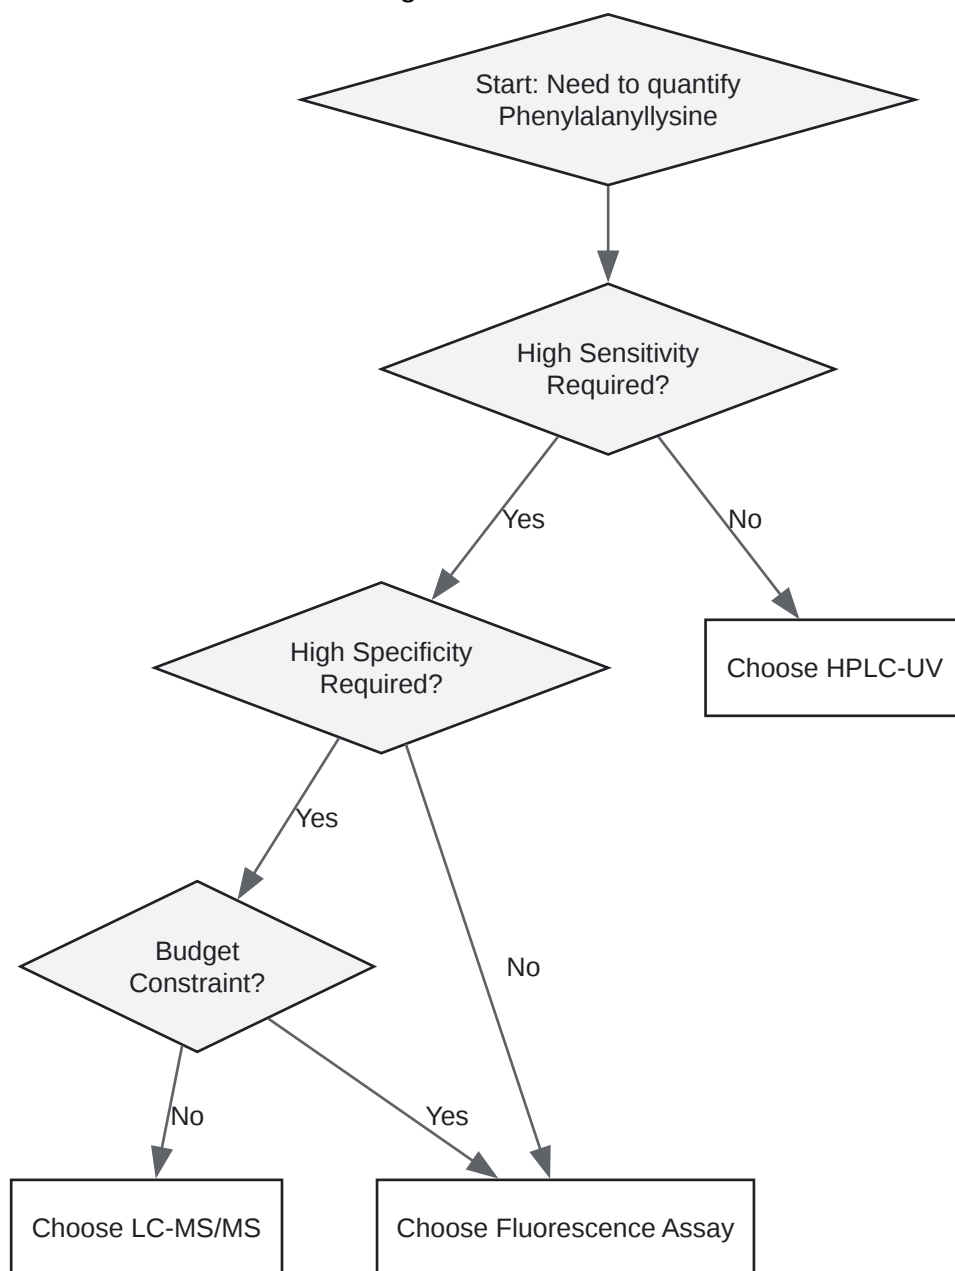 Start: Need to quantify
Phenylalanyllysine
High Sensitivity
Required?
Yes
No
High Specificity
Required?
Choose HPLC-UV
Yes
Budget
Constraint?
No
No
Yes
Choose LC-MS/MS
Choose Fluorescence Assay